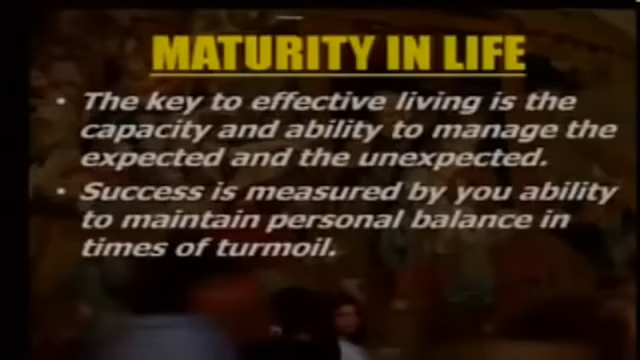 MATURITY IN LIFE
• The key to effective living is the
capacity and ability to manage the
expected and the unexpected.
• Success is measured by you ability
to maintain personal balance in
times of turmoil.